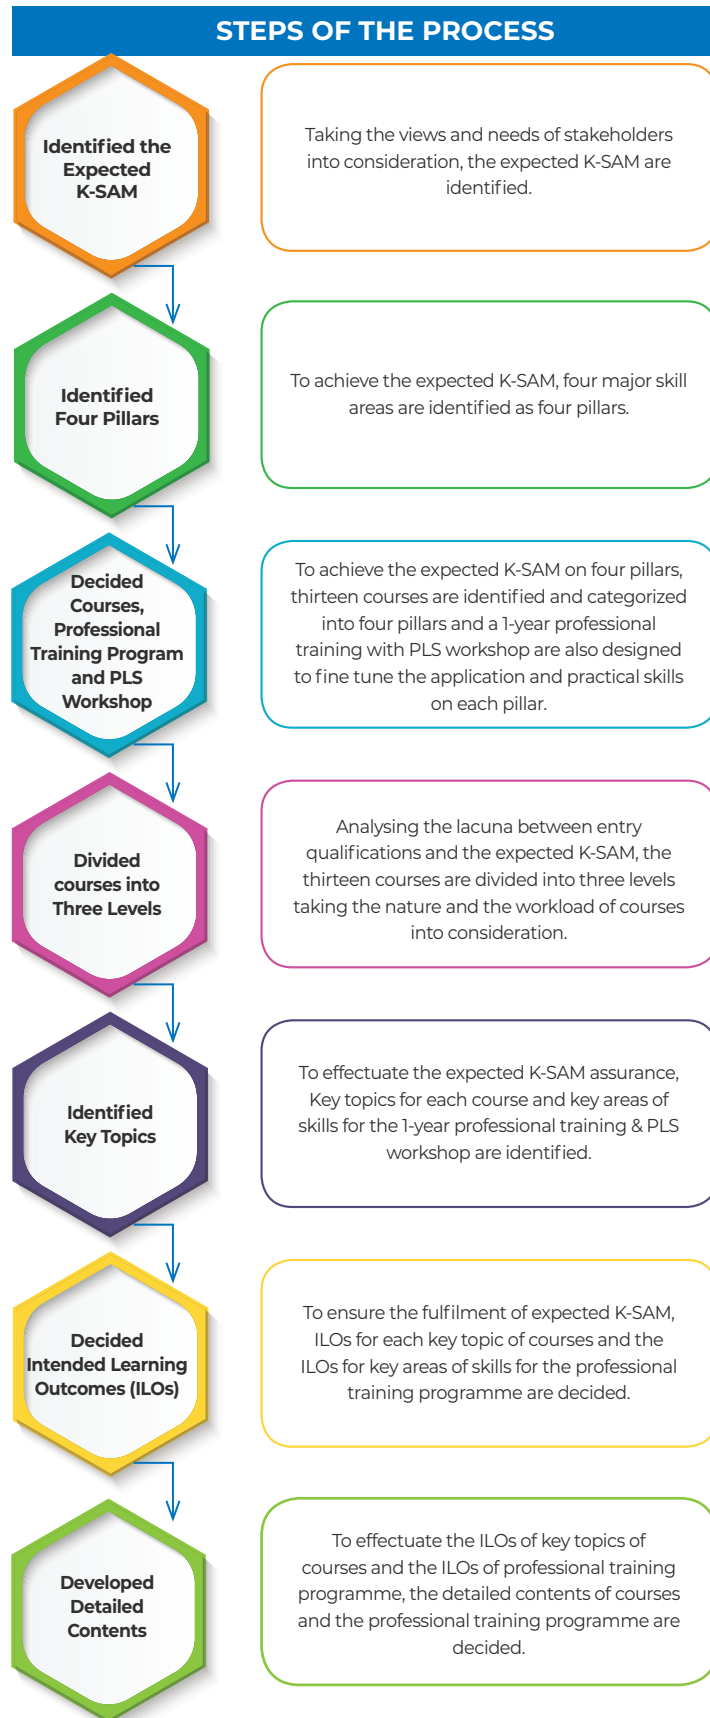 STEPS OF THE PROCESS
Identified the
Expected
K-SAM
Taking the views and needs of stakeholders
into consideration, the expected K-SAM are
identified.
Identified
Four Pillars
To achieve the expected K-SAM, four major skill
areas are identified as four pillars.
Decided
Courses,
Professional
Training Program
and PLS
Workshop
To achieve the expected K-SAM on four pillars,
thirteen courses are identified and categorized
into four pillars and a 1-year professional
training with PLS workshop are also designed
to fine tune the application and practical skills
on each pillar.
Divided
courses into
Three Levels
Analysing the lacuna between entry
qualifications and the expected K-SAM, the
thirteen courses are divided into three levels
taking the nature and the workload of courses
into consideration.
Identified
Key Topics
To effectuate the expected K-SAM assurance,
Key topics for each course and key areas of
skills for the 1-year professional training & PLS
workshop are identified.
Decided
Intended Learning
Outcomes (ILOs)
To ensure the fulfilment of expected K-SAM,
ILOs for each key topic of courses and the
ILOs for key areas of skills for the professional
training programme are decided.
Developed
Detailed
Contents
To effectuate the ILOs of key topics of
courses and the ILOs of professional training
programme, the detailed contents of courses
and the professional training programme are
decided.